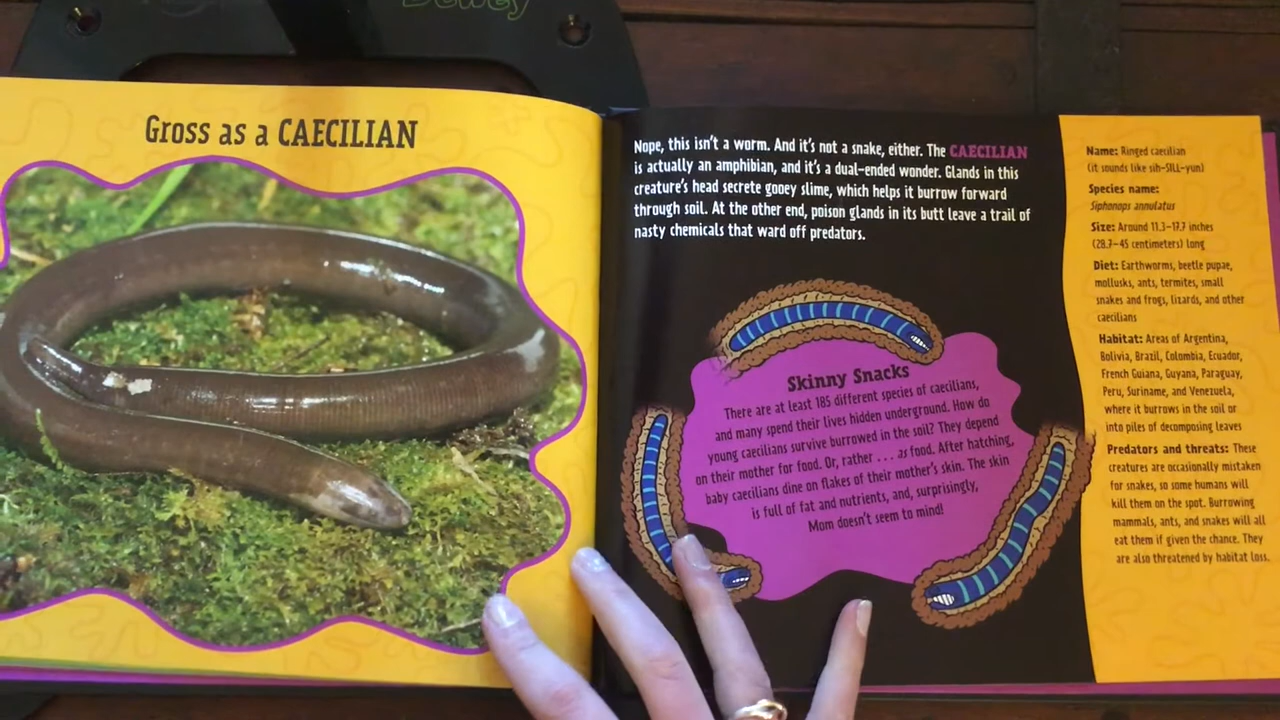 Dewey
Gross as a CAECILIAN
Nope, this isn't a worm. And it's not a snake, either. The CAECILIAN
is actually an amphibian, and it's a dual-ended wonder. Glands in this
creature's head secrete gooey slime, which helps it burrow forward
through soil. At the other end, poison glands in its butt leave a trail of
nasty chemicals that ward off predators.
Skinny Snacks
There are at least 185 different species of caecilians,
and many spend their lives hidden underground. How do
young caecilians survive burrowed in the soil? They depend
on their mother for food. Or, rather . . . as food. After hatching,
baby caecilians dine on flakes of their mother's skin. The skin
is full of fat and nutrients, and, surprisingly,
Mom doesn't seem to mind!
Name: Ringed caecilian
(it sounds like sih-SILL-yun)
Species name:
Siphonops annulatus
Size: Around 11.3–17.7 inches
(28.7–45 centimeters) long
Diet: Earthworms, beetle pupae,
mollusks, ants, termites, small
snakes and frogs, lizards, and other
caecilians
Habitat: Areas of Argentina,
Bolivia, Brazil, Colombia, Ecuador,
French Guiana, Guyana, Paraguay,
Peru, Suriname, and Venezuela,
where it burrows in the soil or
into piles of decomposing leaves
Predators and threats: These
creatures are occasionally mistaken
for snakes, so some humans will
kill them on the spot. Burrowing
mammals, ants, and snakes will all
eat them if given the chance. They
are also threatened by habitat loss.